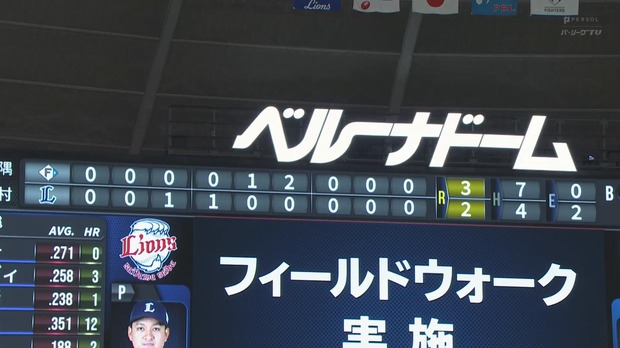 Lions
PERSOL
パ・リーグTV
ベルーナドーム
隅 F 0 0 0 0 1 2 0 0 0 R 3 H 7 E 0 B
村 L 0 0 1 1 0 0 0 0 0 2 4 2
AVG. HR
.271 0
.258 3
.238 1
.351 12
.188 2
Lions
P
フィールドウォーク
実施